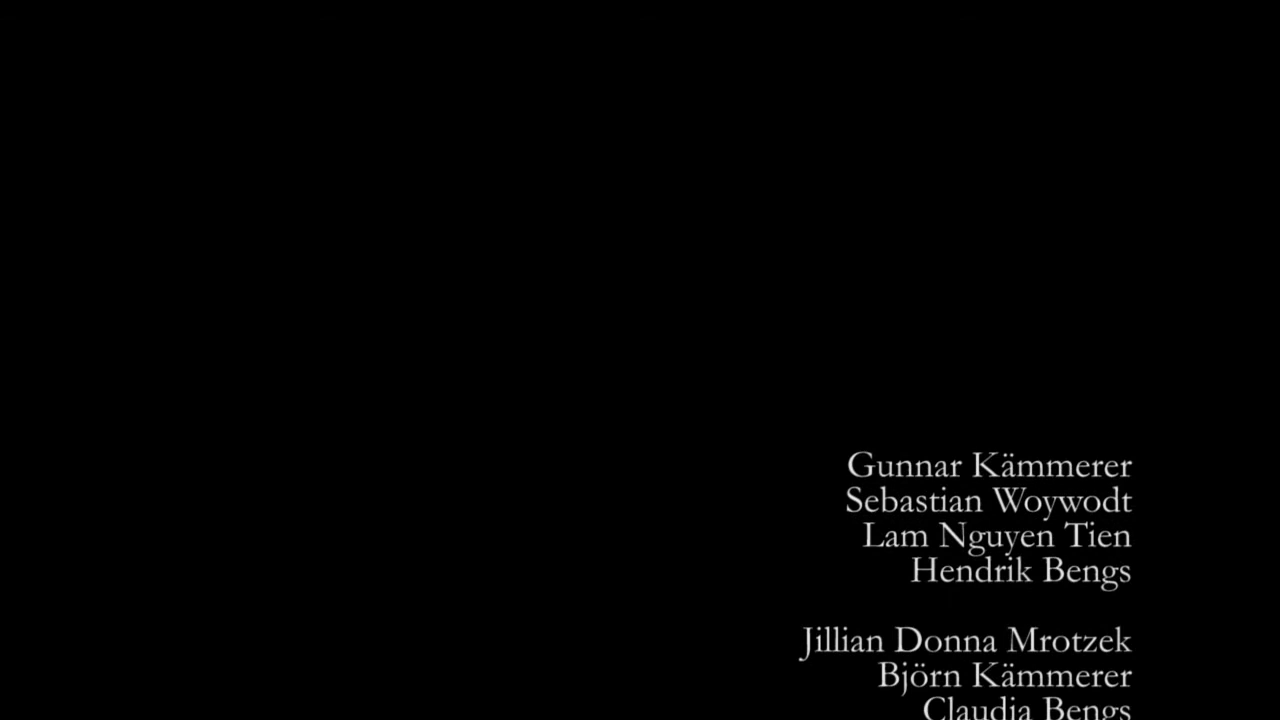 Gunnar Kämmerer
Sebastian Woywodt
Lam Nguyen Tien
Hendrik Bengs
Jillian Donna Mrotzek
Björn Kämmerer
Claudia Bengs